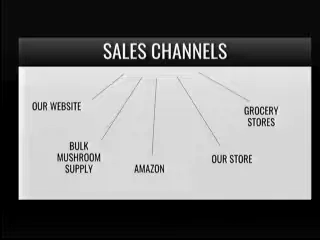 SALES CHANNELS
OUR WEBSITE
BULK
MUSHROOM
SUPPLY
AMAZON
OUR STORE
GROCERY
STORES